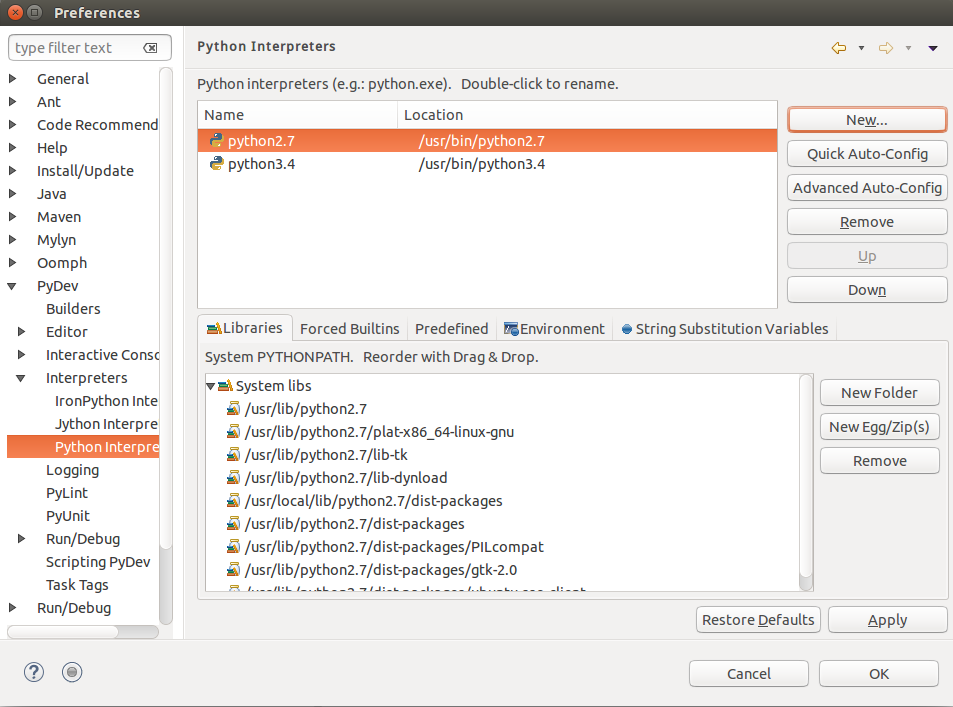 Preferences
type filter text
General
Ant
Code Recommend
Help
Install/Update
Java
Maven
Mylyn
Oomph
PyDev
Builders
Editor
Interactive Conso
Interpreters
IronPython Inte
Jython Interpre
Python Interpre
Logging
PyLint
PyUnit
Run/Debug
Scripting PyDev
Task Tags
Run/Debug
Python Interpreters
Python interpreters (e.g.: python.exe).   Double-click to rename.
Name Location
python2.7 /usr/bin/python2.7
python3.4 /usr/bin/python3.4
New...
Quick Auto-Config
Advanced Auto-Config
Remove
Up
Down
Libraries Forced Builtins Predefined Environment String Substitution Variables
System PYTHONPATH.   Reorder with Drag & Drop.
System libs
/usr/lib/python2.7
/usr/lib/python2.7/plat-x86_64-linux-gnu
/usr/lib/python2.7/lib-tk
/usr/lib/python2.7/lib-dynload
/usr/local/lib/python2.7/dist-packages
/usr/lib/python2.7/dist-packages
/usr/lib/python2.7/dist-packages/PILcompat
/usr/lib/python2.7/dist-packages/gtk-2.0
New Folder
New Egg/Zip(s)
Remove
Restore Defaults Apply
?
Cancel OK